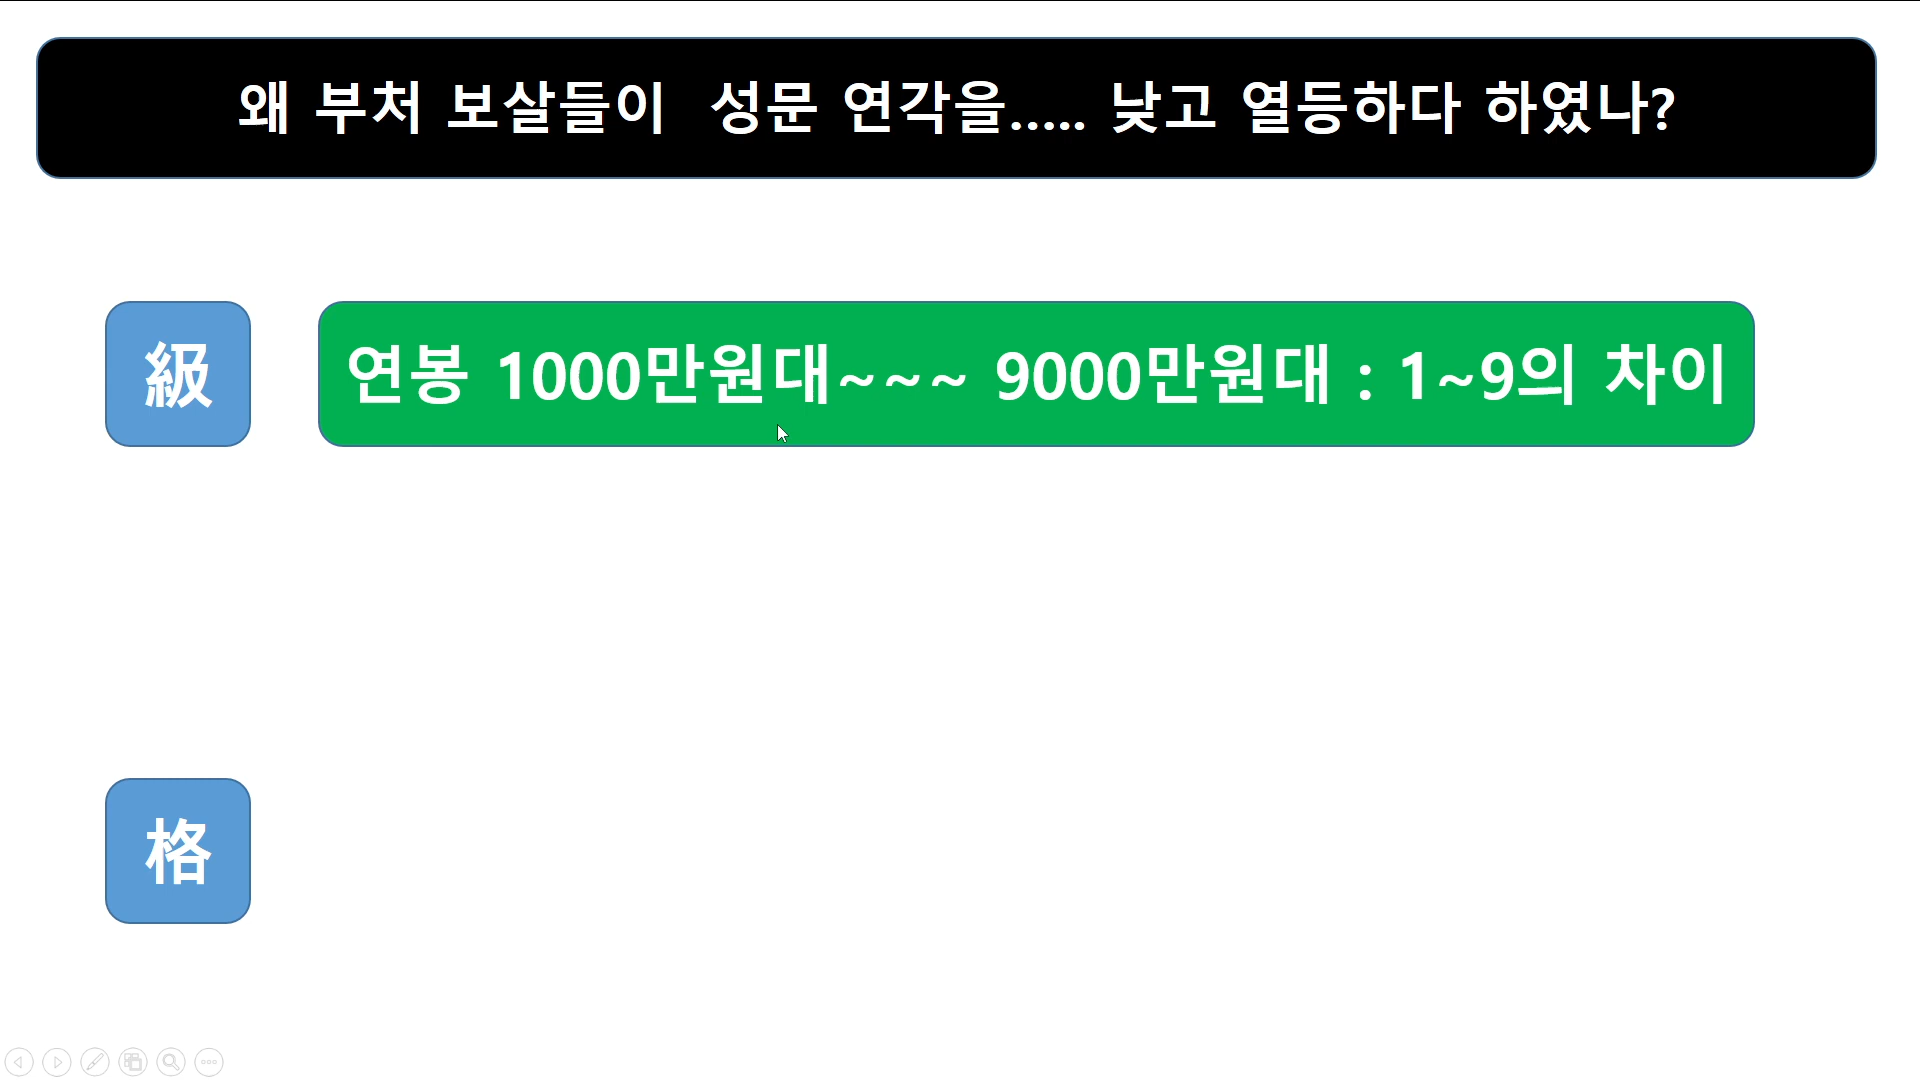 왜 부처 보살들이  성문 연각을..... 낮고 열등하다 하였나?
級
연봉 1000만원대~~~ 9000만원대 : 1~9의 차이
格